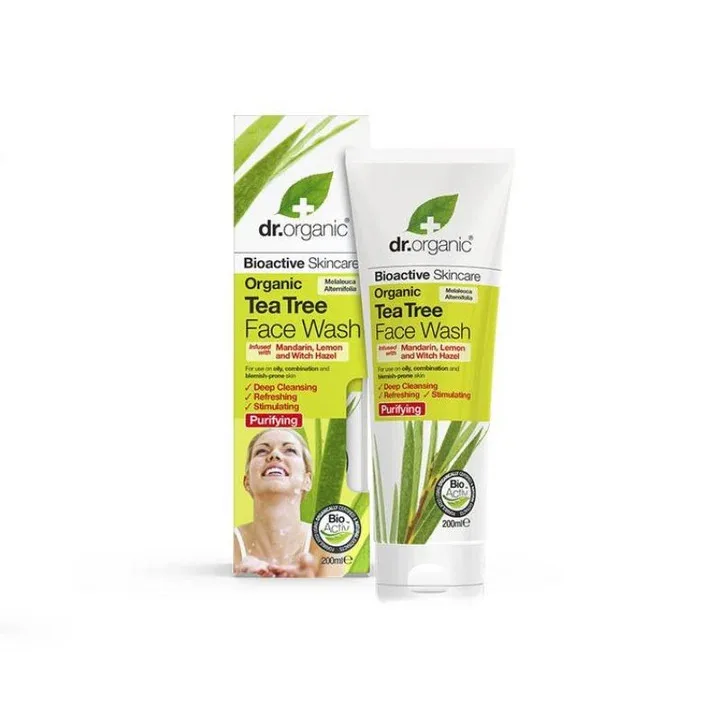 dr.organic®
Bioactive Skincare
Organic
Melaleuca
Alternifolia
Tea Tree
Face Wash
Infused with
Mandarin, Lemon
and Witch Hazel
For use on oily, combination and
blemish-prone skin
✓ Deep Cleansing
✓ Refreshing
✓ Stimulating
Purifying
Bio
Activ
200ml℮
dr.organic®
Bioactive Skincare
Organic
Melaleuca
Alternifolia
Tea Tree
Face Wash
Infused with
Mandarin, Lemon
and Witch Hazel
For use on oily, combination and
blemish-prone skin
✓ Deep Cleansing
✓ Refreshing ✓ Stimulating
Purifying
Bio
Activ
200ml℮